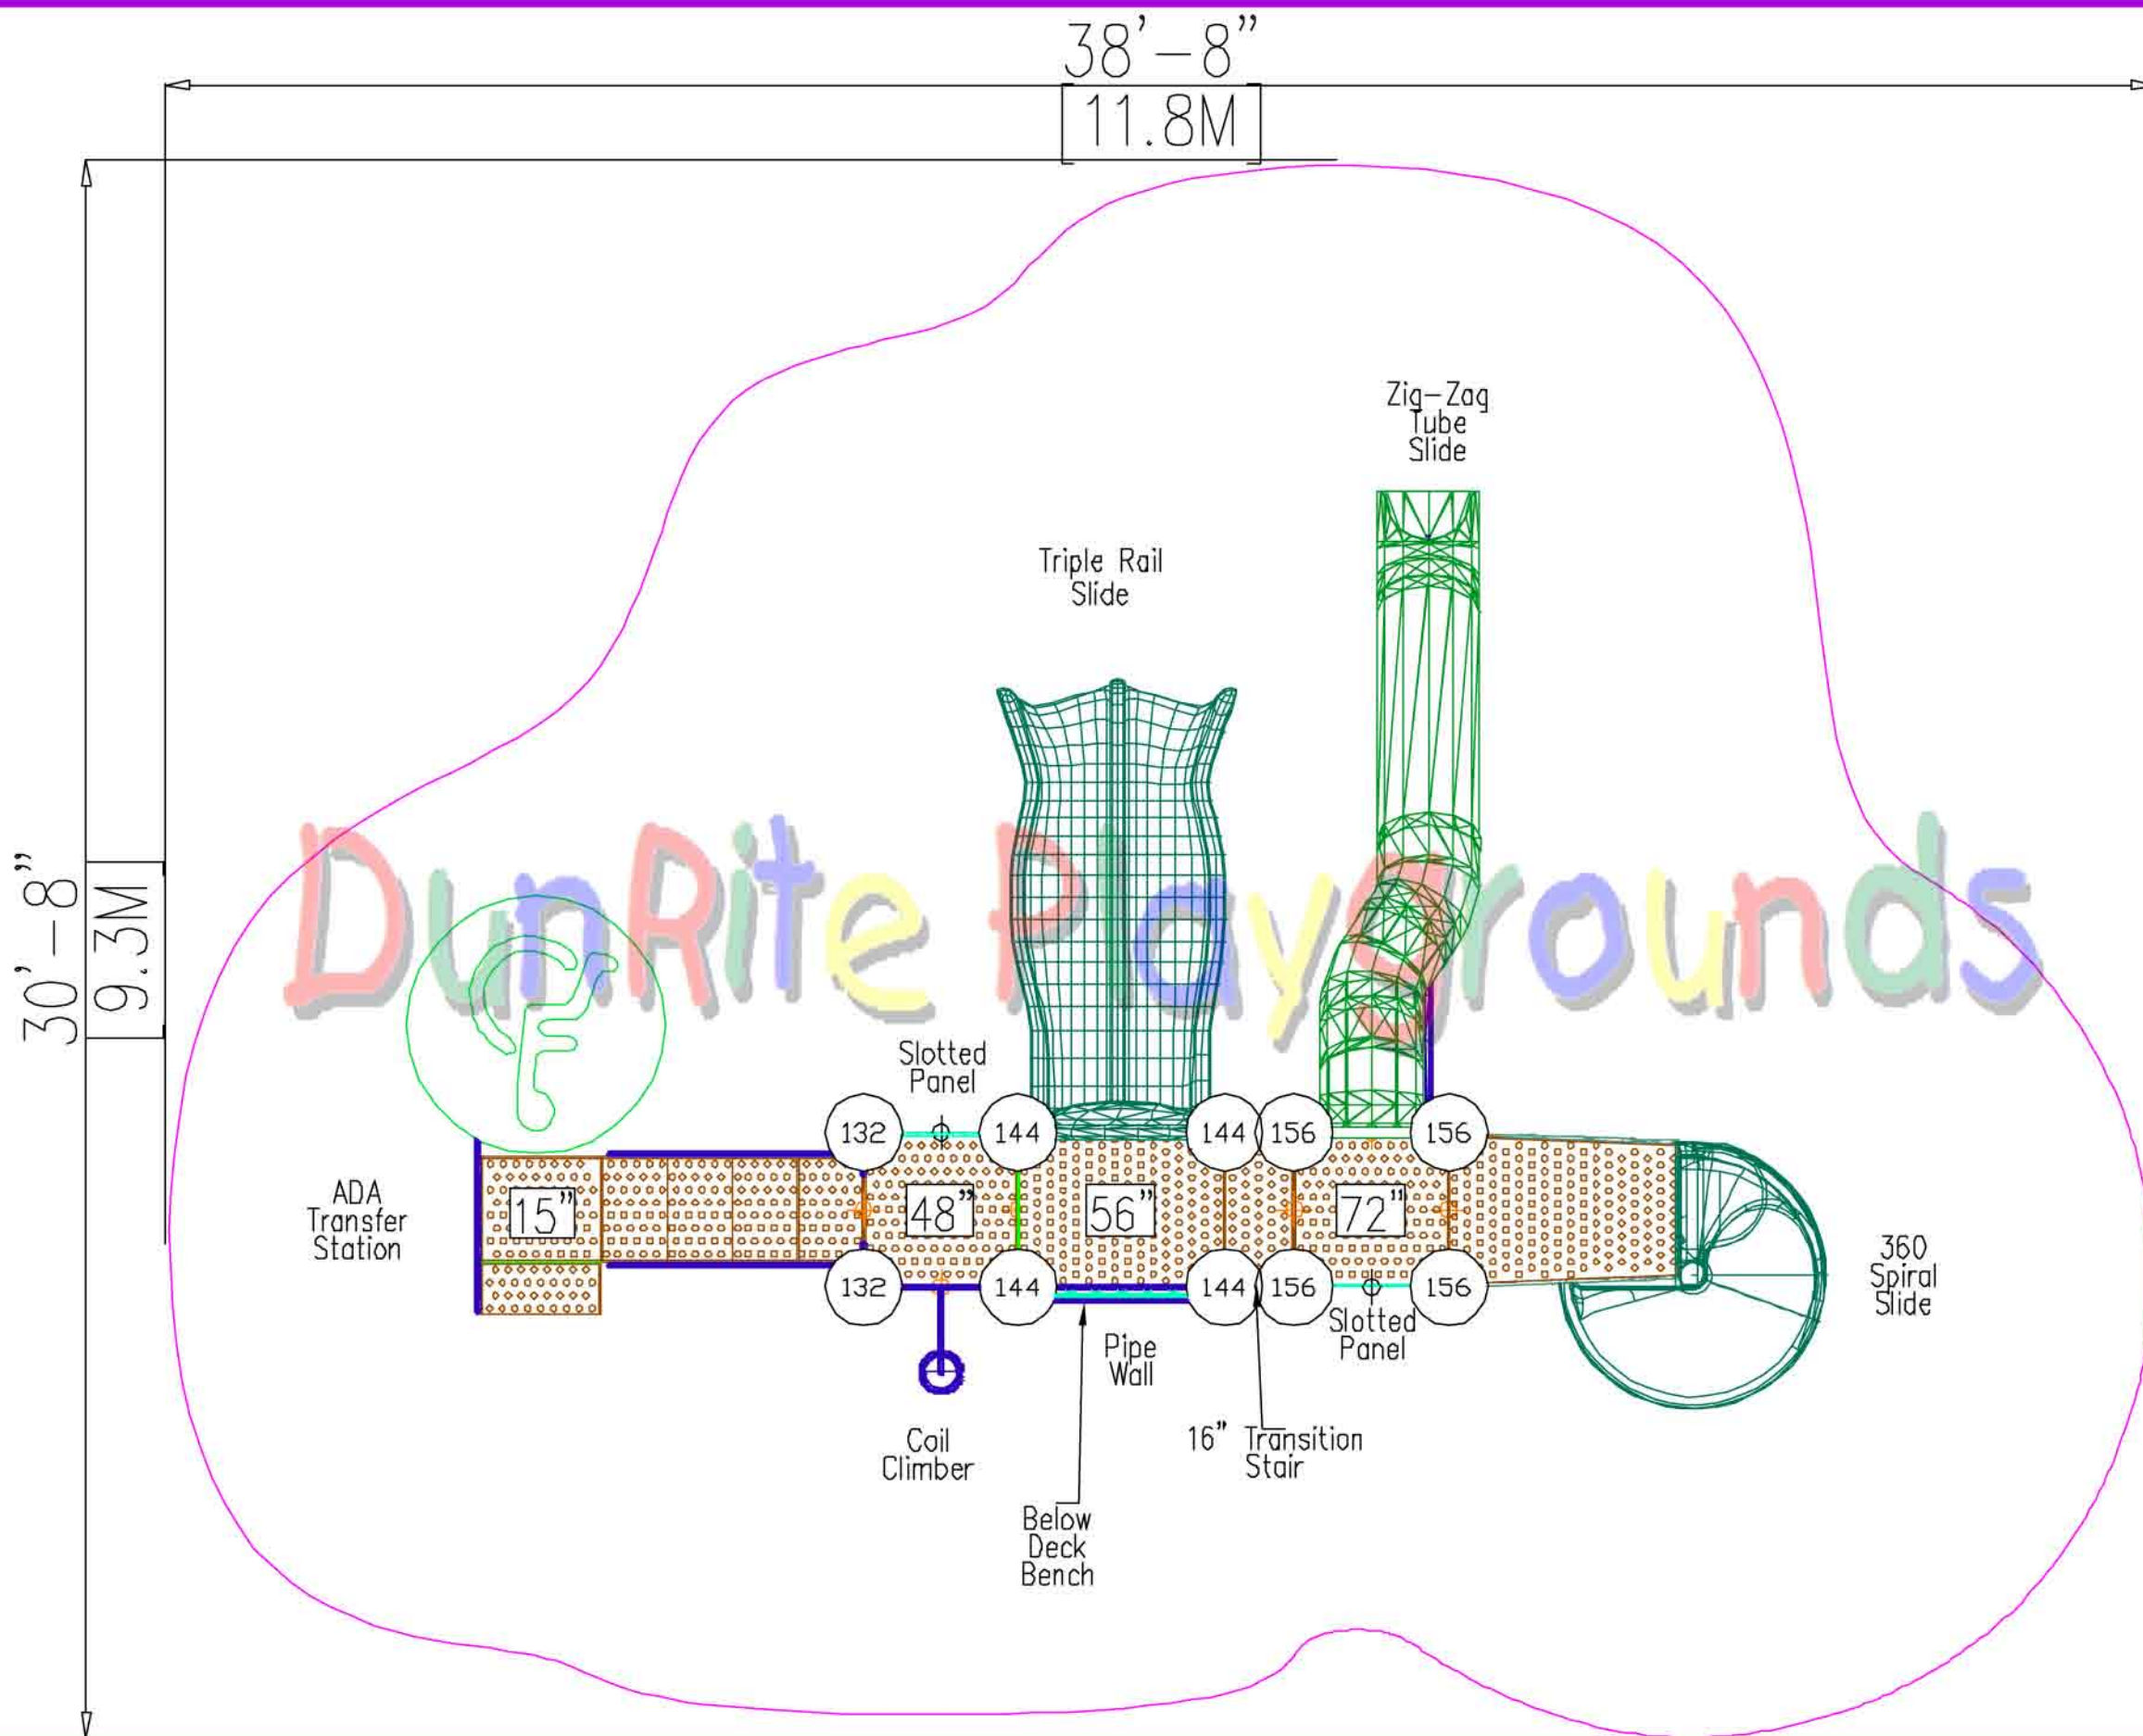 38'-8"
11.8M
30'-8"
9.3M
Zig-Zag
Tube
Slide
Triple Rail
Slide
DunRite Playgrounds
Slotted
Panel
132
144
144
156
156
ADA
Transfer
Station
15"
48"
56"
72"
360
Spiral
Slide
132
144
144
156
156
Slotted
Panel
Pipe
Wall
Coil
Climber
16" Transition
Stair
Below
Deck
Bench